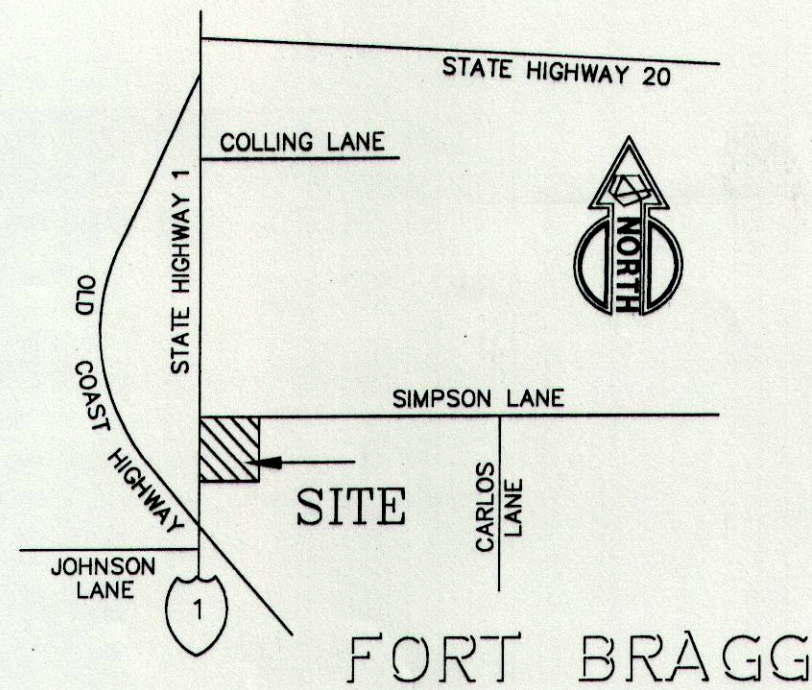 STATE HIGHWAY 20
COLLING LANE
STATE HIGHWAY 1
NORTH
OLD COAST HIGHWAY
SIMPSON LANE
SITE
CARLOS
LANE
JOHNSON
LANE
1
FORT BRAGG